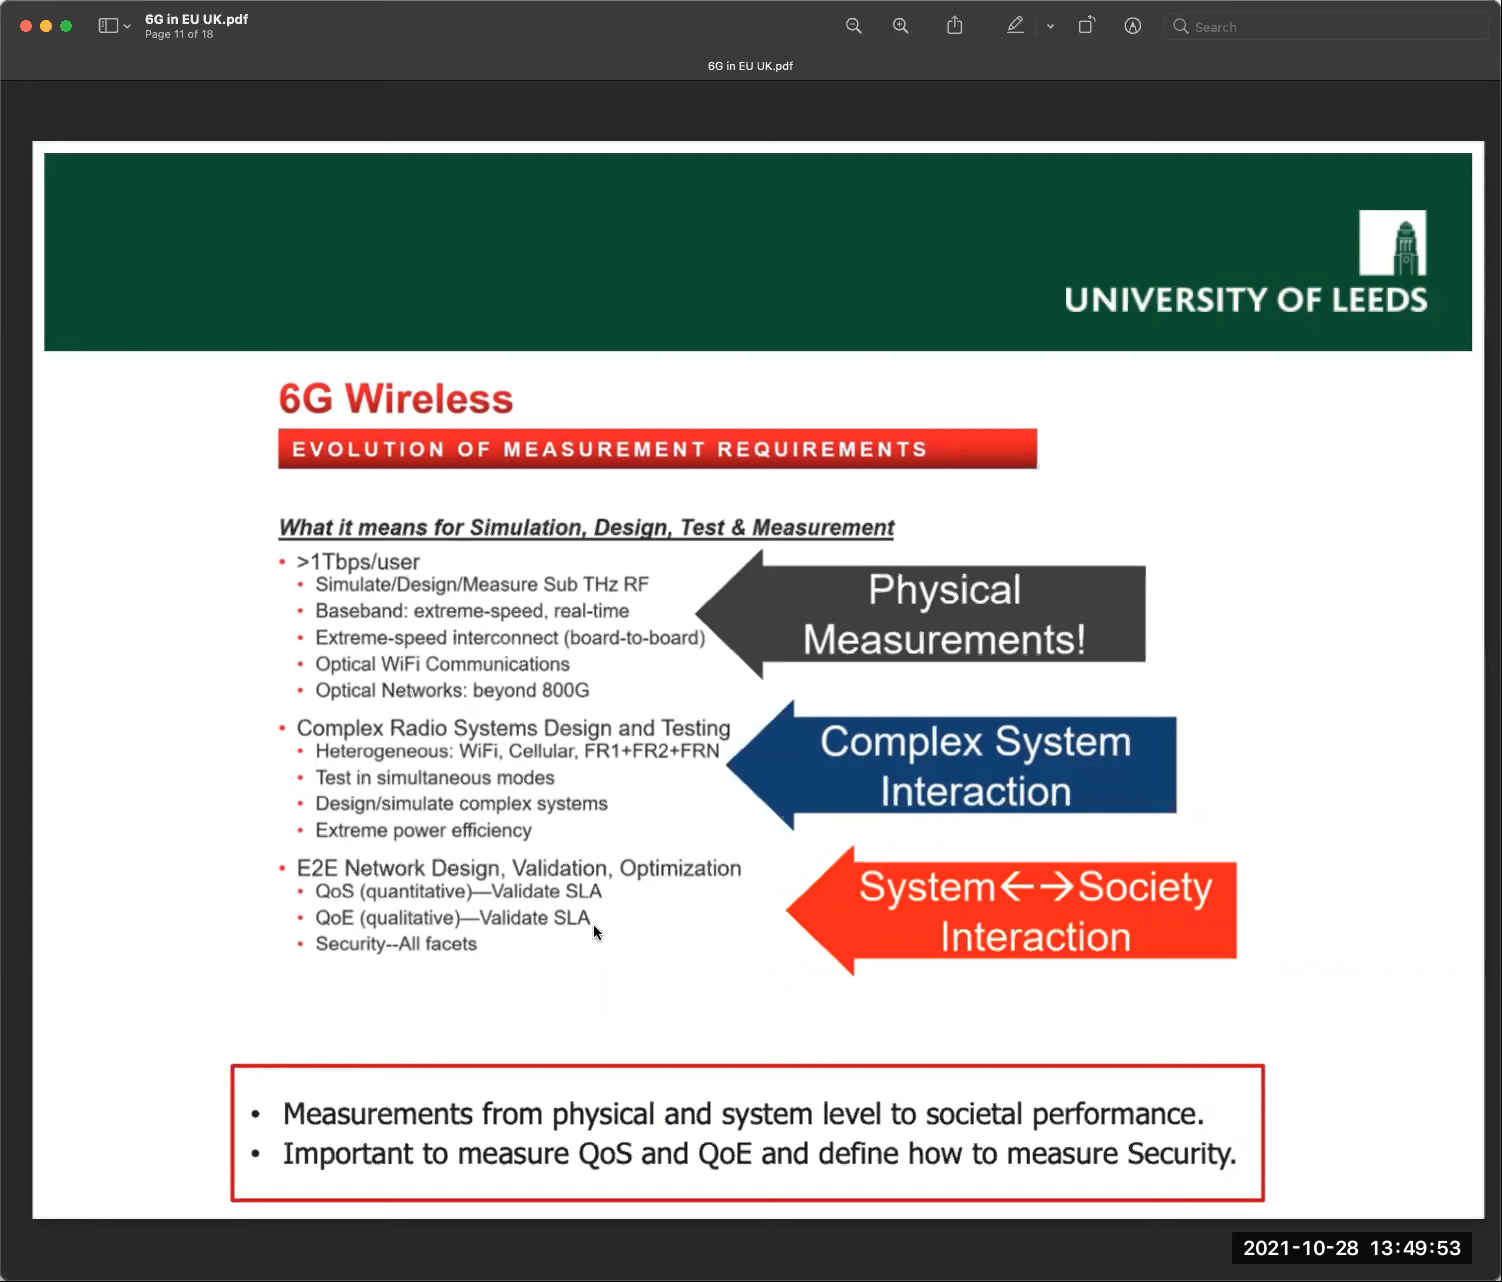 6G in EU UK.pdf
Page 11 of 18
Search
6G in EU UK.pdf
UNIVERSITY OF LEEDS
6G Wireless
EVOLUTION OF MEASUREMENT REQUIREMENTS
What it means for Simulation, Design, Test & Measurement
• >1Tbps/user
• Simulate/Design/Measure Sub THz RF
• Baseband: extreme-speed, real-time
• Extreme-speed interconnect (board-to-board)
• Optical WiFi Communications
• Optical Networks: beyond 800G
Physical
Measurements!
• Complex Radio Systems Design and Testing
• Heterogeneous: WiFi, Cellular, FR1+FR2+FRN
• Test in simultaneous modes
• Design/simulate complex systems
• Extreme power efficiency
Complex System
Interaction
• E2E Network Design, Validation, Optimization
• QoS (quantitative)—Validate SLA
• QoE (qualitative)—Validate SLA
• Security--All facets
System←→Society
Interaction
• Measurements from physical and system level to societal performance.
• Important to measure QoS and QoE and define how to measure Security.
2021-10-28 13:49:53